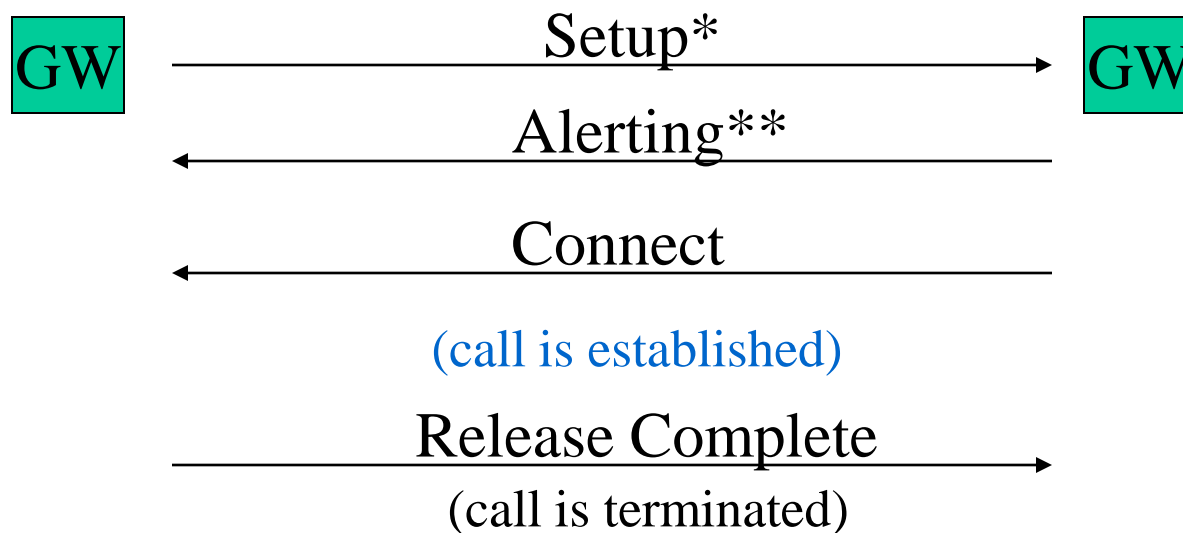 Setup*
GW
GW
Alerting**
Connect
(call is established)
Release Complete
(call is terminated)